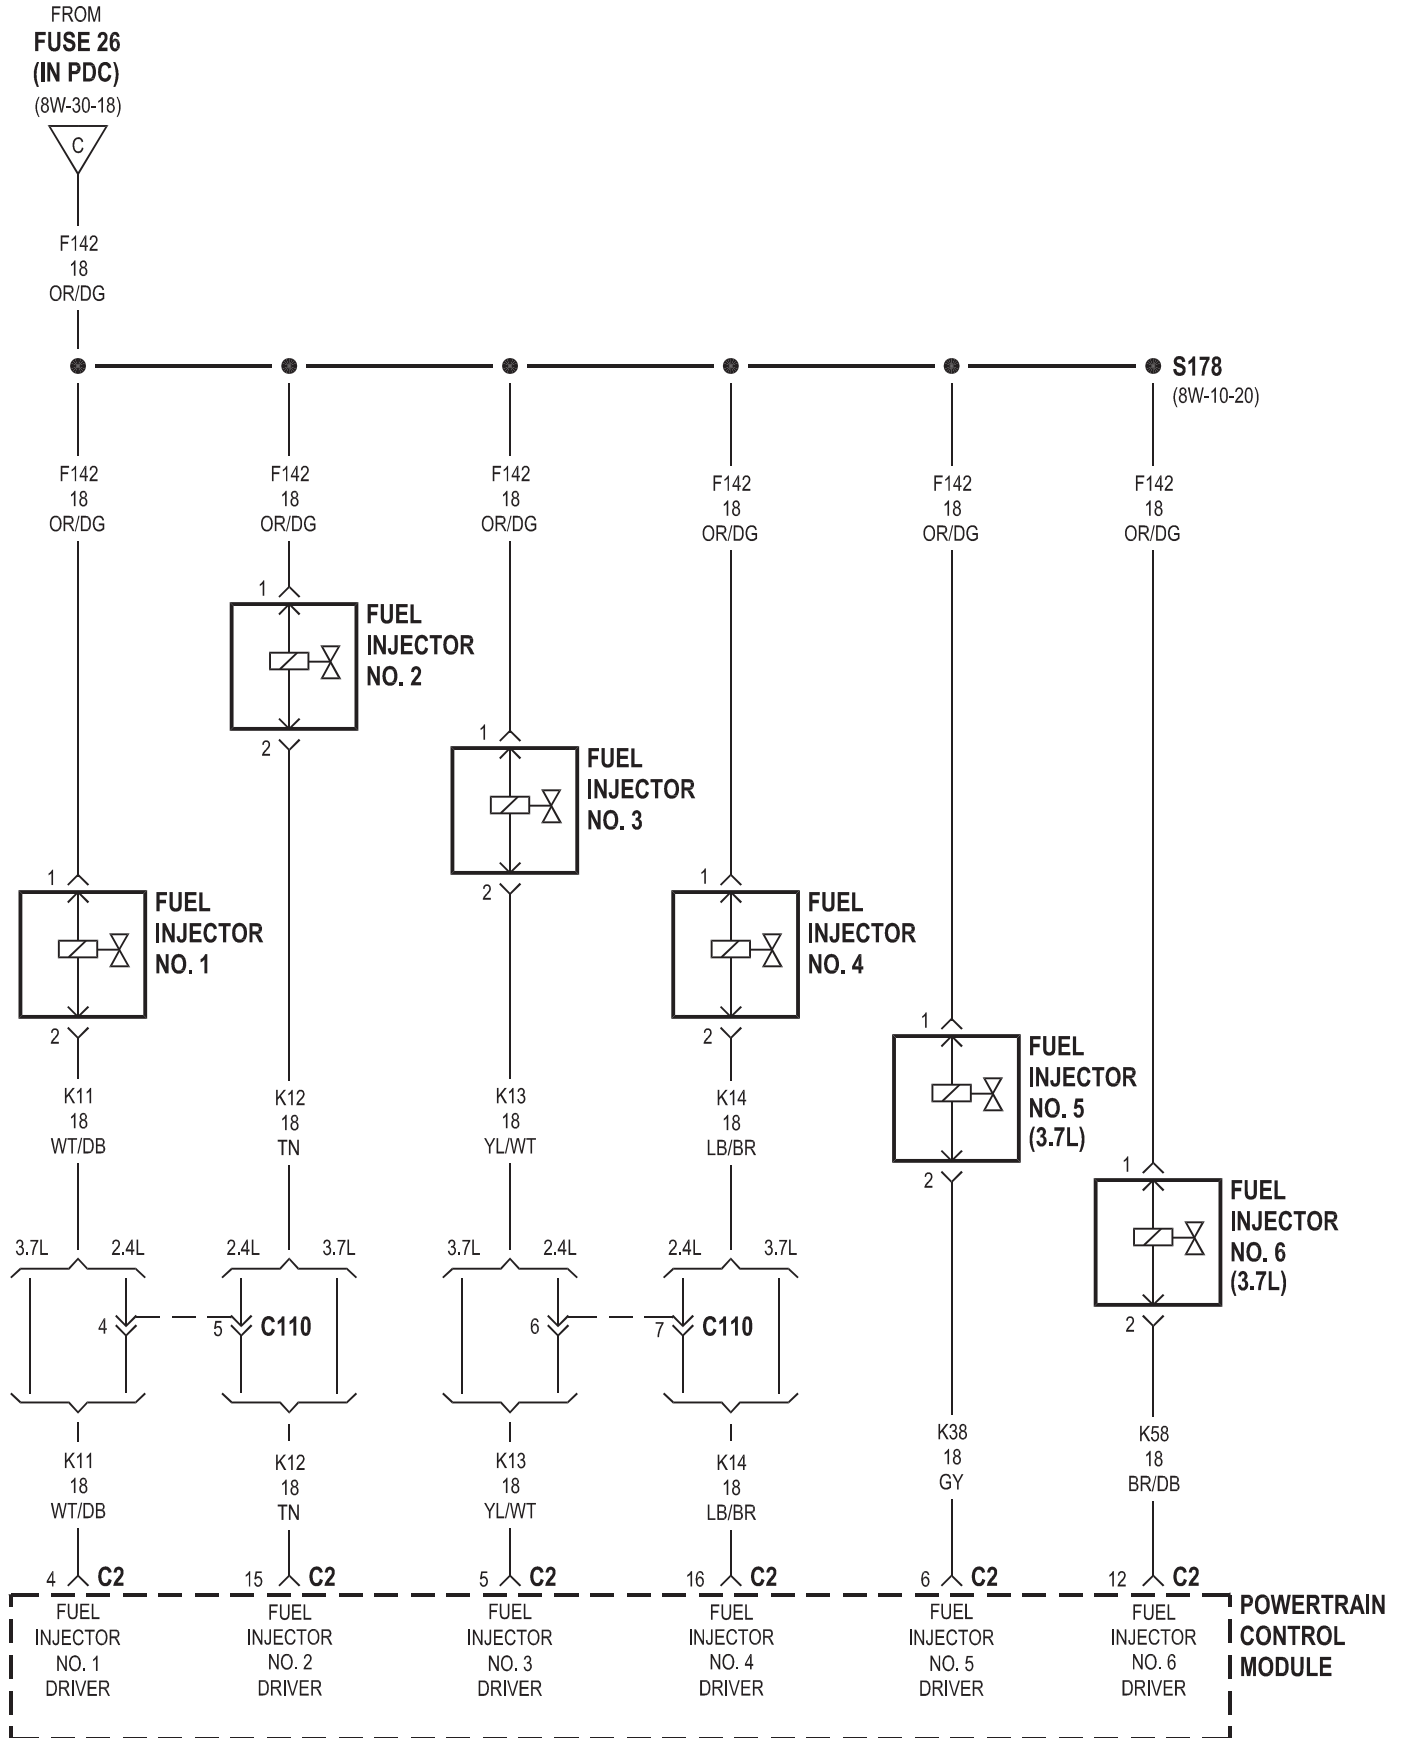 FROM
FUSE 26
(IN PDC)
(8W-30-18)
C
F142
18
OR/DG
S178
(8W-10-20)
F142
18
OR/DG
F142
18
OR/DG
F142
18
OR/DG
F142
18
OR/DG
F142
18
OR/DG
F142
18
OR/DG
1
FUEL
INJECTOR
NO. 2
2
1
FUEL
INJECTOR
NO. 3
2
1
FUEL
INJECTOR
NO. 1
2
1
FUEL
INJECTOR
NO. 4
2
1
FUEL
INJECTOR
NO. 5
(3.7L)
2
1
FUEL
INJECTOR
NO. 6
(3.7L)
2
K11
18
WT/DB
K12
18
TN
K13
18
YL/WT
K14
18
LB/BR
3.7L
2.4L
2.4L
3.7L
3.7L
2.4L
2.4L
3.7L
4
5
C110
6
7
C110
K11
18
WT/DB
K12
18
TN
K13
18
YL/WT
K14
18
LB/BR
K38
18
GY
K58
18
BR/DB
4
C2
15
C2
5
C2
16
C2
6
C2
12
C2
FUEL
INJECTOR
NO. 1
DRIVER
FUEL
INJECTOR
NO. 2
DRIVER
FUEL
INJECTOR
NO. 3
DRIVER
FUEL
INJECTOR
NO. 4
DRIVER
FUEL
INJECTOR
NO. 5
DRIVER
FUEL
INJECTOR
NO. 6
DRIVER
POWERTRAIN
CONTROL
MODULE